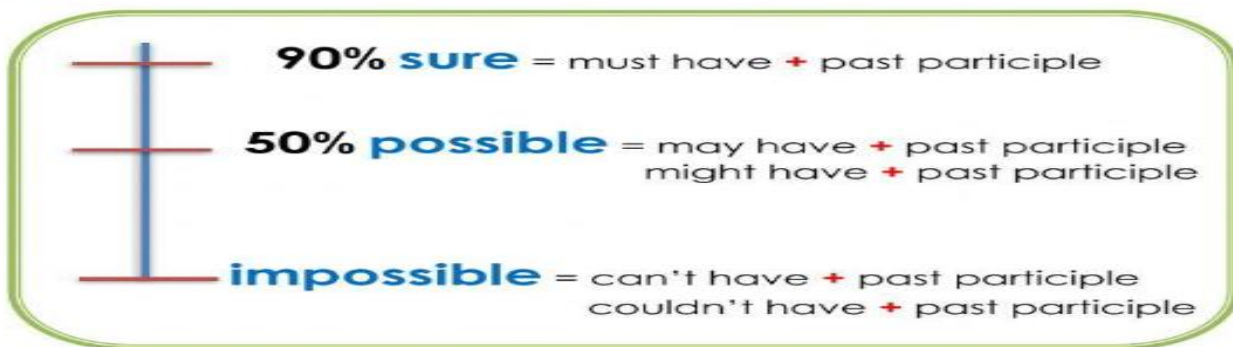 90% sure = must have + past participle
50% possible = may have + past participle
might have + past participle
impossible = can't have + past participle
couldn't have + past participle